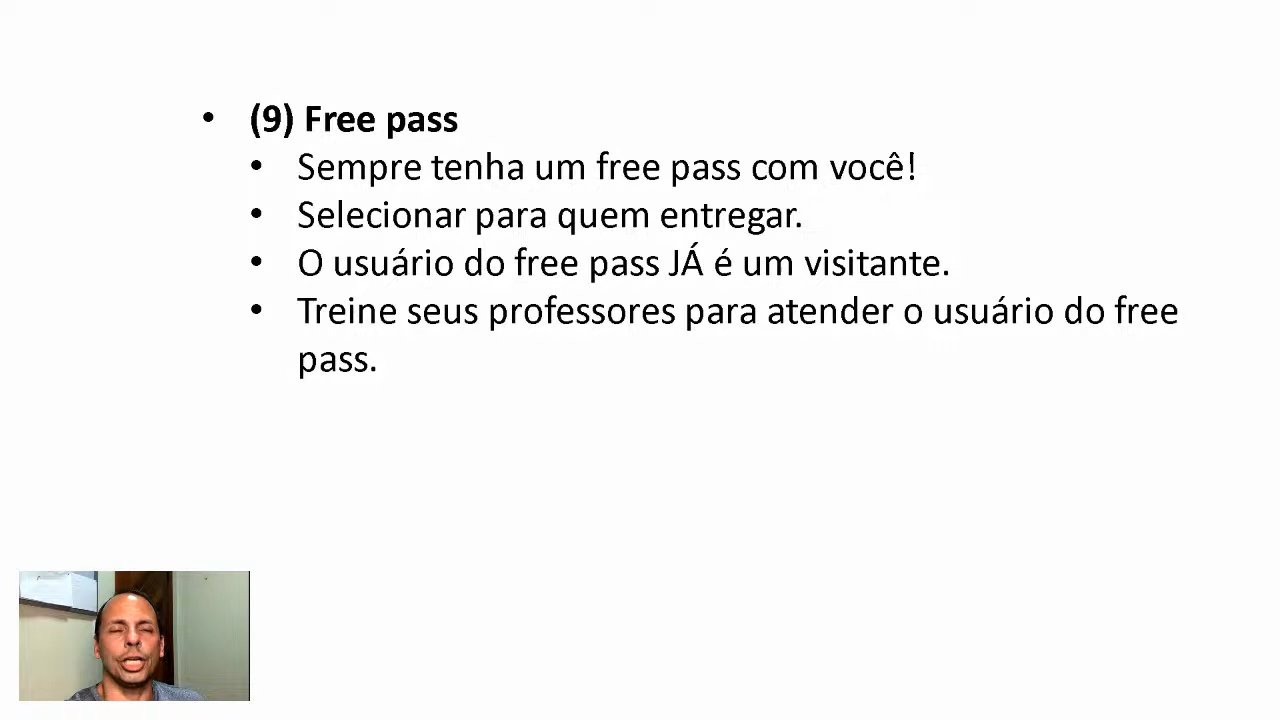 • (9) Free pass
• Sempre tenha um free pass com você!
• Selecionar para quem entregar.
• O usuário do free pass JÁ é um visitante.
• Treine seus professores para atender o usuário do free
pass.